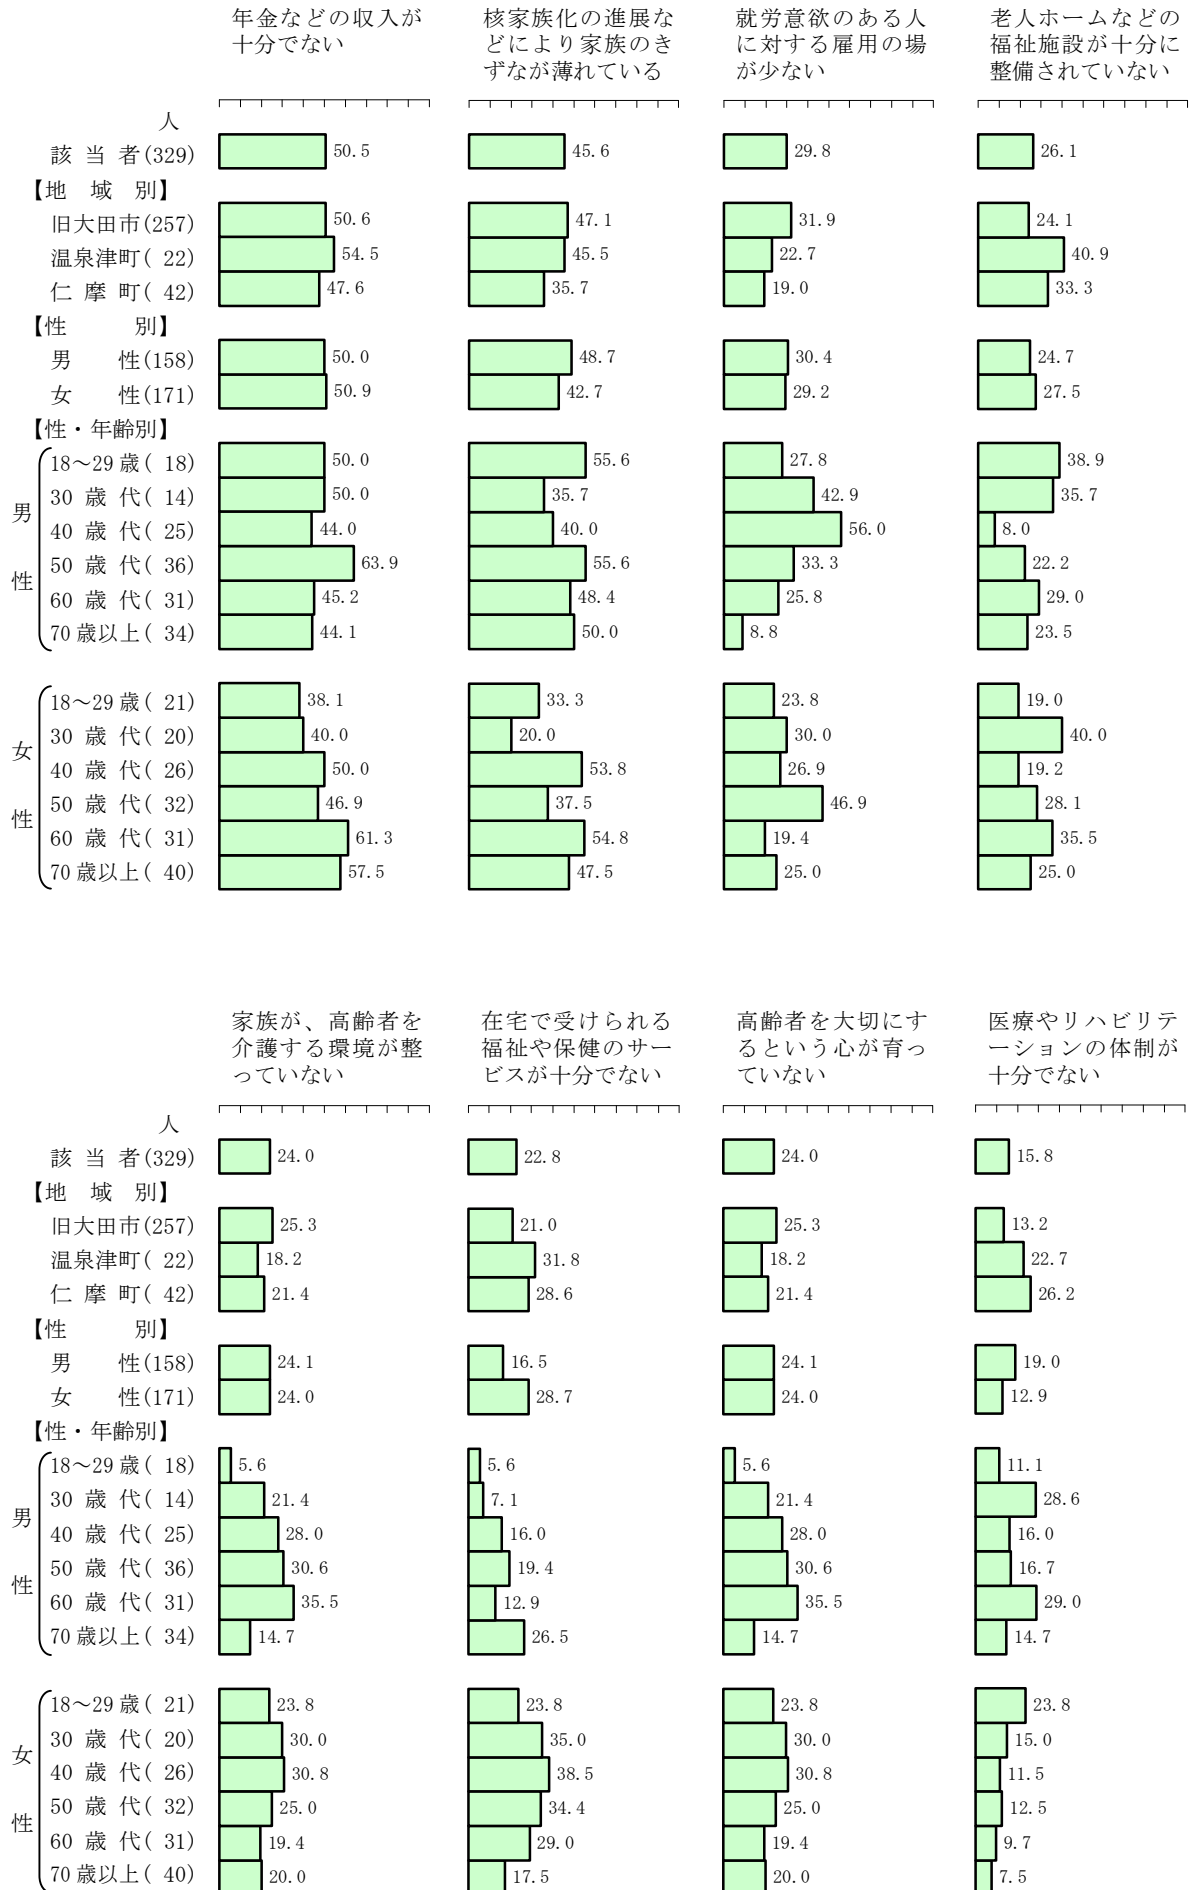 年金などの収入が
十分でない
核家族化の進展な
どにより家族のき
ずなが薄れている
就労意欲のある人
に対する雇用の場
が少ない
老人ホームなどの
福祉施設が十分に
整備されていない
人
該 当 者(329) 50.5 45.6 29.8 26.1
【地 域 別】
旧大田市(257) 50.6 47.1 31.9 24.1
温泉津町( 22) 54.5 45.5 22.7 40.9
仁 摩 町( 42) 47.6 35.7 19.0 33.3
【性 別】
男 性(158) 50.0 48.7 30.4 24.7
女 性(171) 50.9 42.7 29.2 27.5
【性・年齢別】
男性
18～29歳( 18) 50.0 55.6 27.8 38.9
30 歳 代( 14) 50.0 35.7 42.9 35.7
40 歳 代( 25) 44.0 40.0 56.0 8.0
50 歳 代( 36) 63.9 55.6 33.3 22.2
60 歳 代( 31) 45.2 48.4 25.8 29.0
70歳以上( 34) 44.1 50.0 8.8 23.5
女性
18～29歳( 21) 38.1 33.3 23.8 19.0
30 歳 代( 20) 40.0 20.0 30.0 40.0
40 歳 代( 26) 50.0 53.8 26.9 19.2
50 歳 代( 32) 46.9 37.5 46.9 28.1
60 歳 代( 31) 61.3 54.8 19.4 35.5
70歳以上( 40) 57.5 47.5 25.0 25.0
家族が、高齢者を
介護する環境が整
っていない
在宅で受けられる
福祉や保健のサー
ビスが十分でない
高齢者を大切にす
るという心が育っ
ていない
医療やリハビリテ
ーションの体制が
十分でない
人
該 当 者(329) 24.0 22.8 24.0 15.8
【地 域 別】
旧大田市(257) 25.3 21.0 25.3 13.2
温泉津町( 22) 18.2 31.8 18.2 22.7
仁 摩 町( 42) 21.4 28.6 21.4 26.2
【性 別】
男 性(158) 24.1 16.5 24.1 19.0
女 性(171) 24.0 28.7 24.0 12.9
【性・年齢別】
男性
18～29歳( 18) 5.6 5.6 5.6 11.1
30 歳 代( 14) 21.4 7.1 21.4 28.6
40 歳 代( 25) 28.0 16.0 28.0 16.0
50 歳 代( 36) 30.6 19.4 30.6 16.7
60 歳 代( 31) 35.5 12.9 35.5 29.0
70歳以上( 34) 14.7 26.5 14.7 14.7
女性
18～29歳( 21) 23.8 23.8 23.8 23.8
30 歳 代( 20) 30.0 35.0 30.0 15.0
40 歳 代( 26) 30.8 38.5 30.8 11.5
50 歳 代( 32) 25.0 34.4 25.0 12.5
60 歳 代( 31) 19.4 29.0 19.4 9.7
70歳以上( 40) 20.0 17.5 20.0 7.5